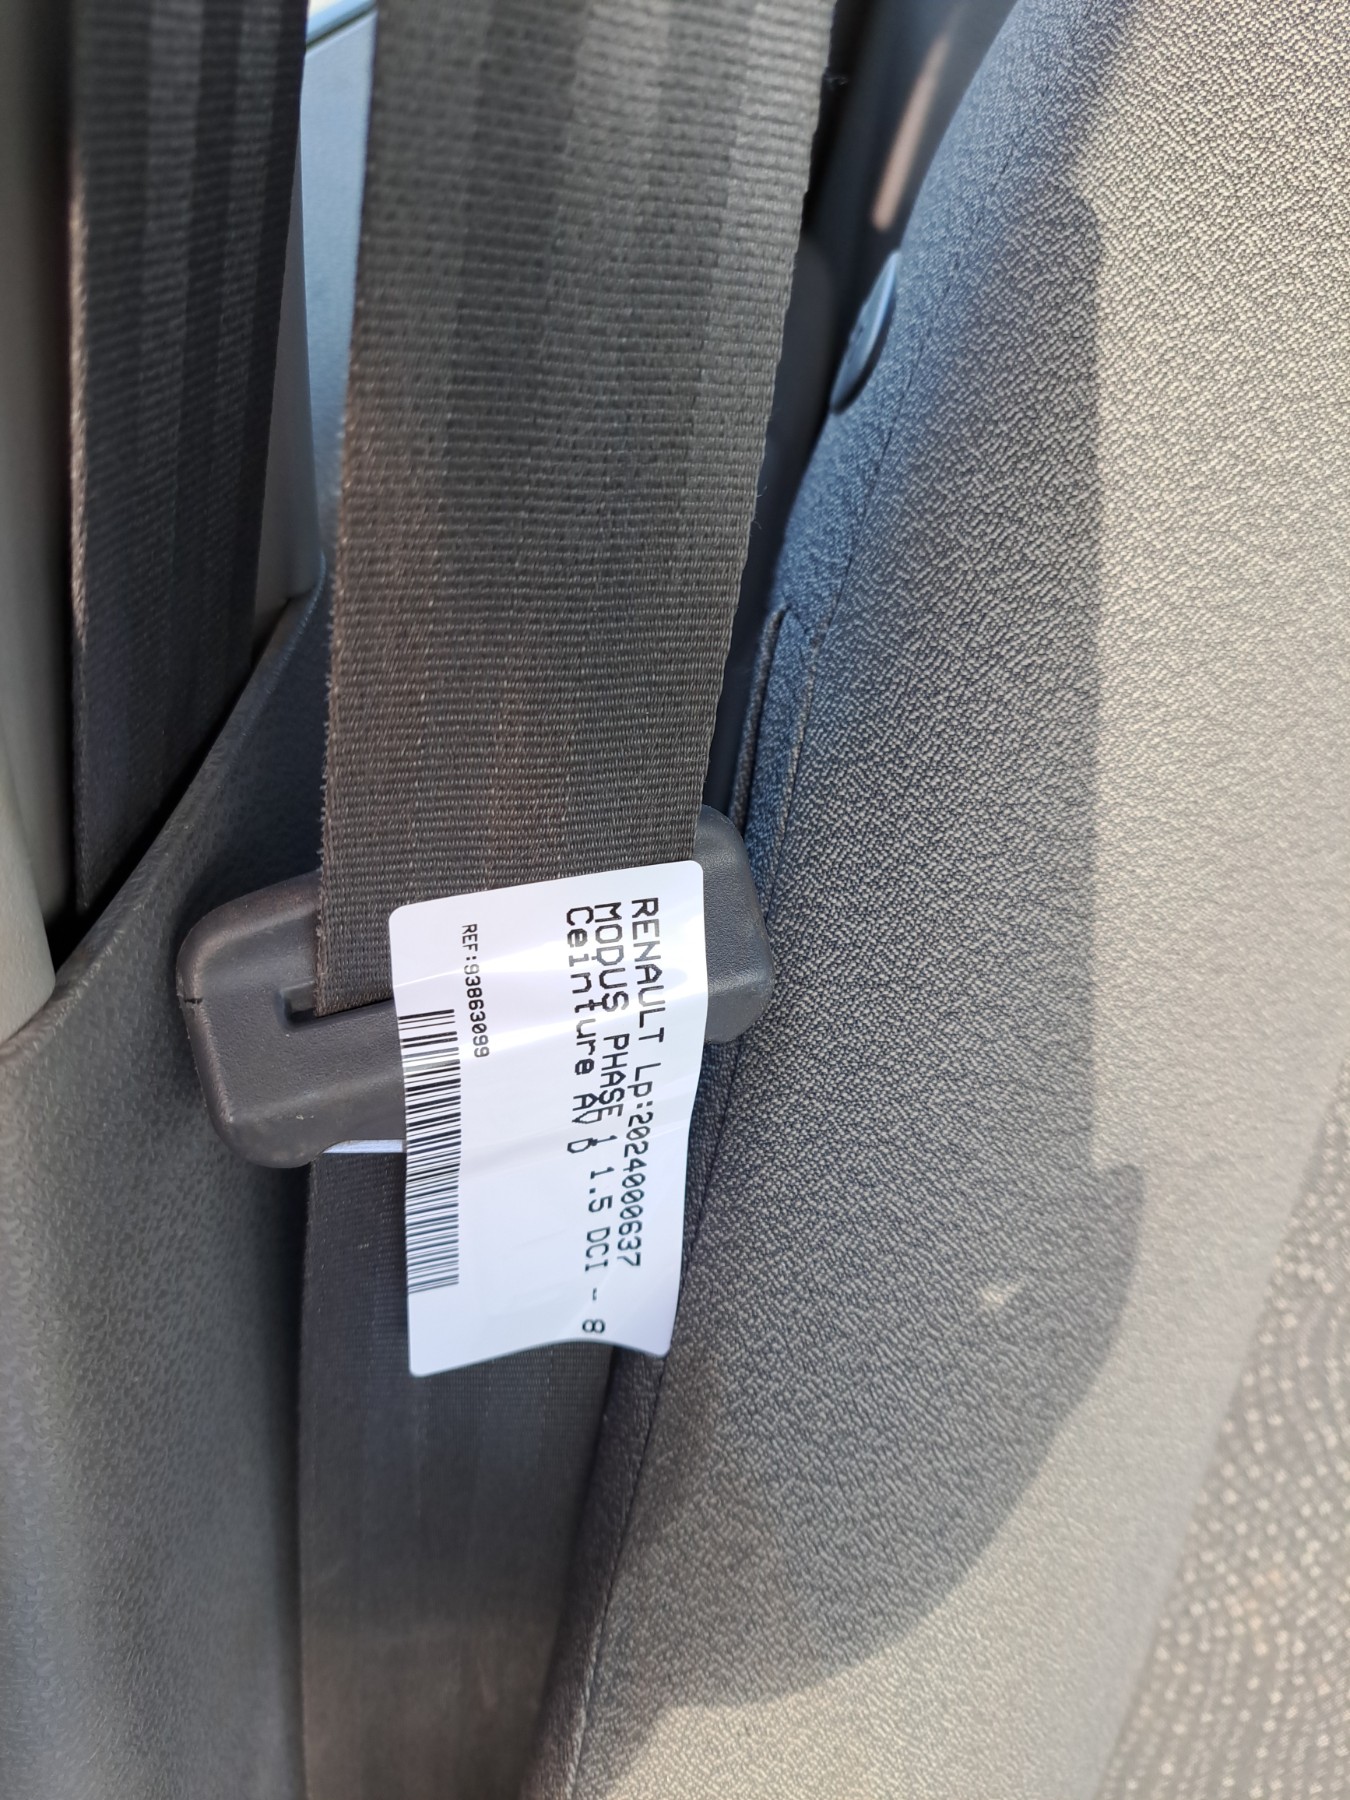 RENAULT Lp:2024000637
MODUS PHASE 1 1.5 DCI - 8
Ceinture AV
REF:93863099